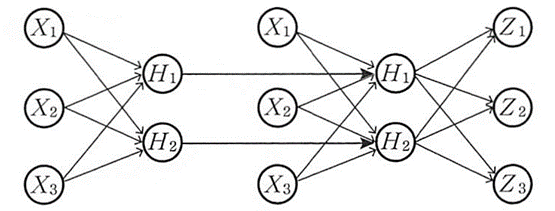 X1 X1 Z1
H1 H1
X2 X2 Z2
H2 H2
X3 X3 Z3